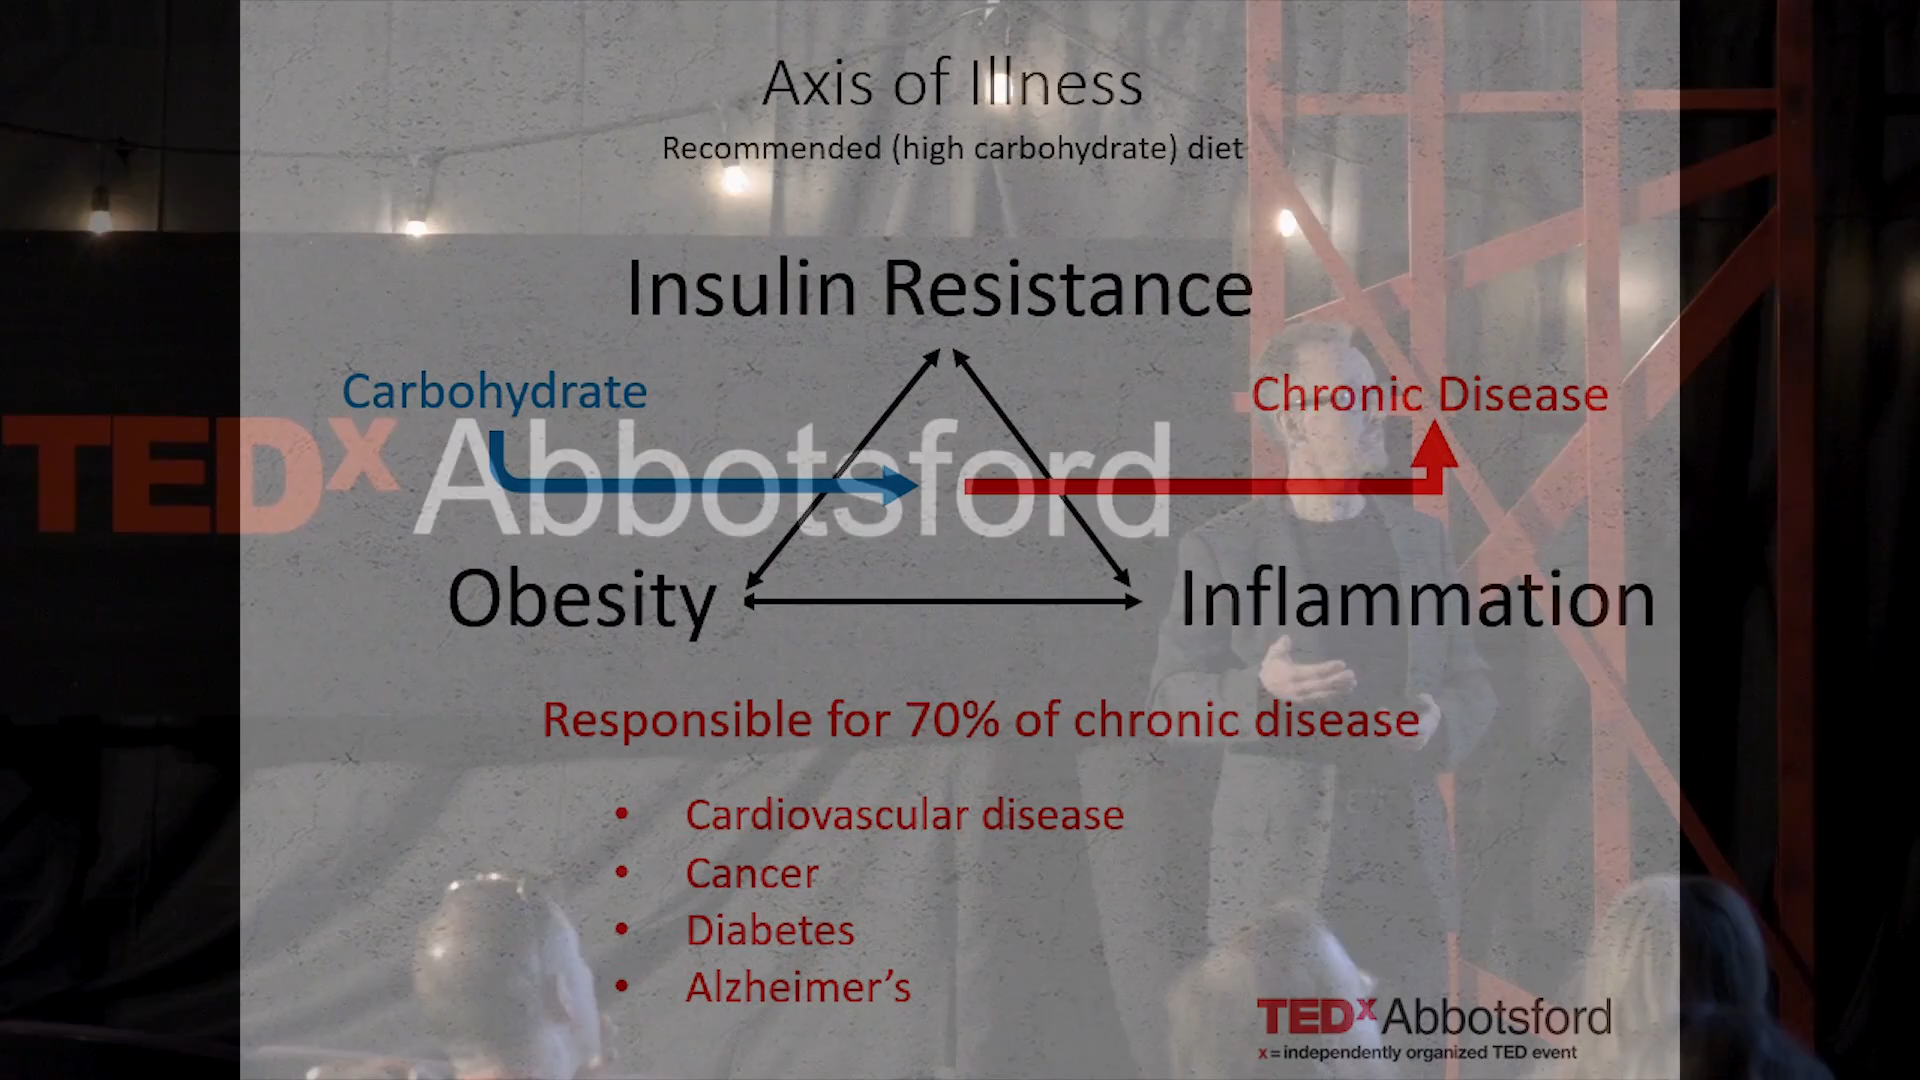 Axis of Illness
Recommended (high carbohydrate) diet
Insulin Resistance
Carbohydrate
Chronic Disease
TEDx Abbotsford
Obesity
Inflammation
Responsible for 70% of chronic disease
• Cardiovascular disease
• Cancer
• Diabetes
• Alzheimer’s
TEDx Abbotsford
x = independently organized TED event